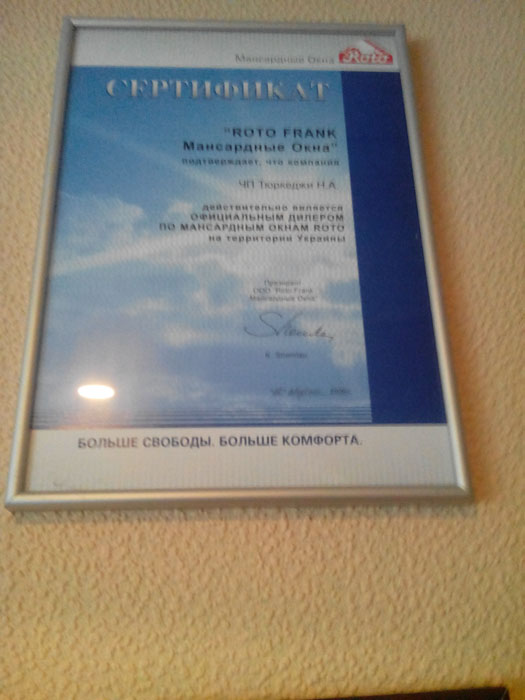 Мансардный Окна Roto
СЕРТИФИКАТ
"ROTO FRANK
Мансардные Окна"
подтверждает, что компания
ЧП Тюркеджи Н.А.
действительно является
ОФИЦИАЛЬНЫМ ДИЛЕРОМ
ПО МАНСАРДНЫМ ОКНАМ ROTO
на территории Украины
Президент
ООО "Roto Frank
Мансардные Окна"
БОЛЬШЕ СВОБОДЫ. БОЛЬШЕ КОМФОРТА.